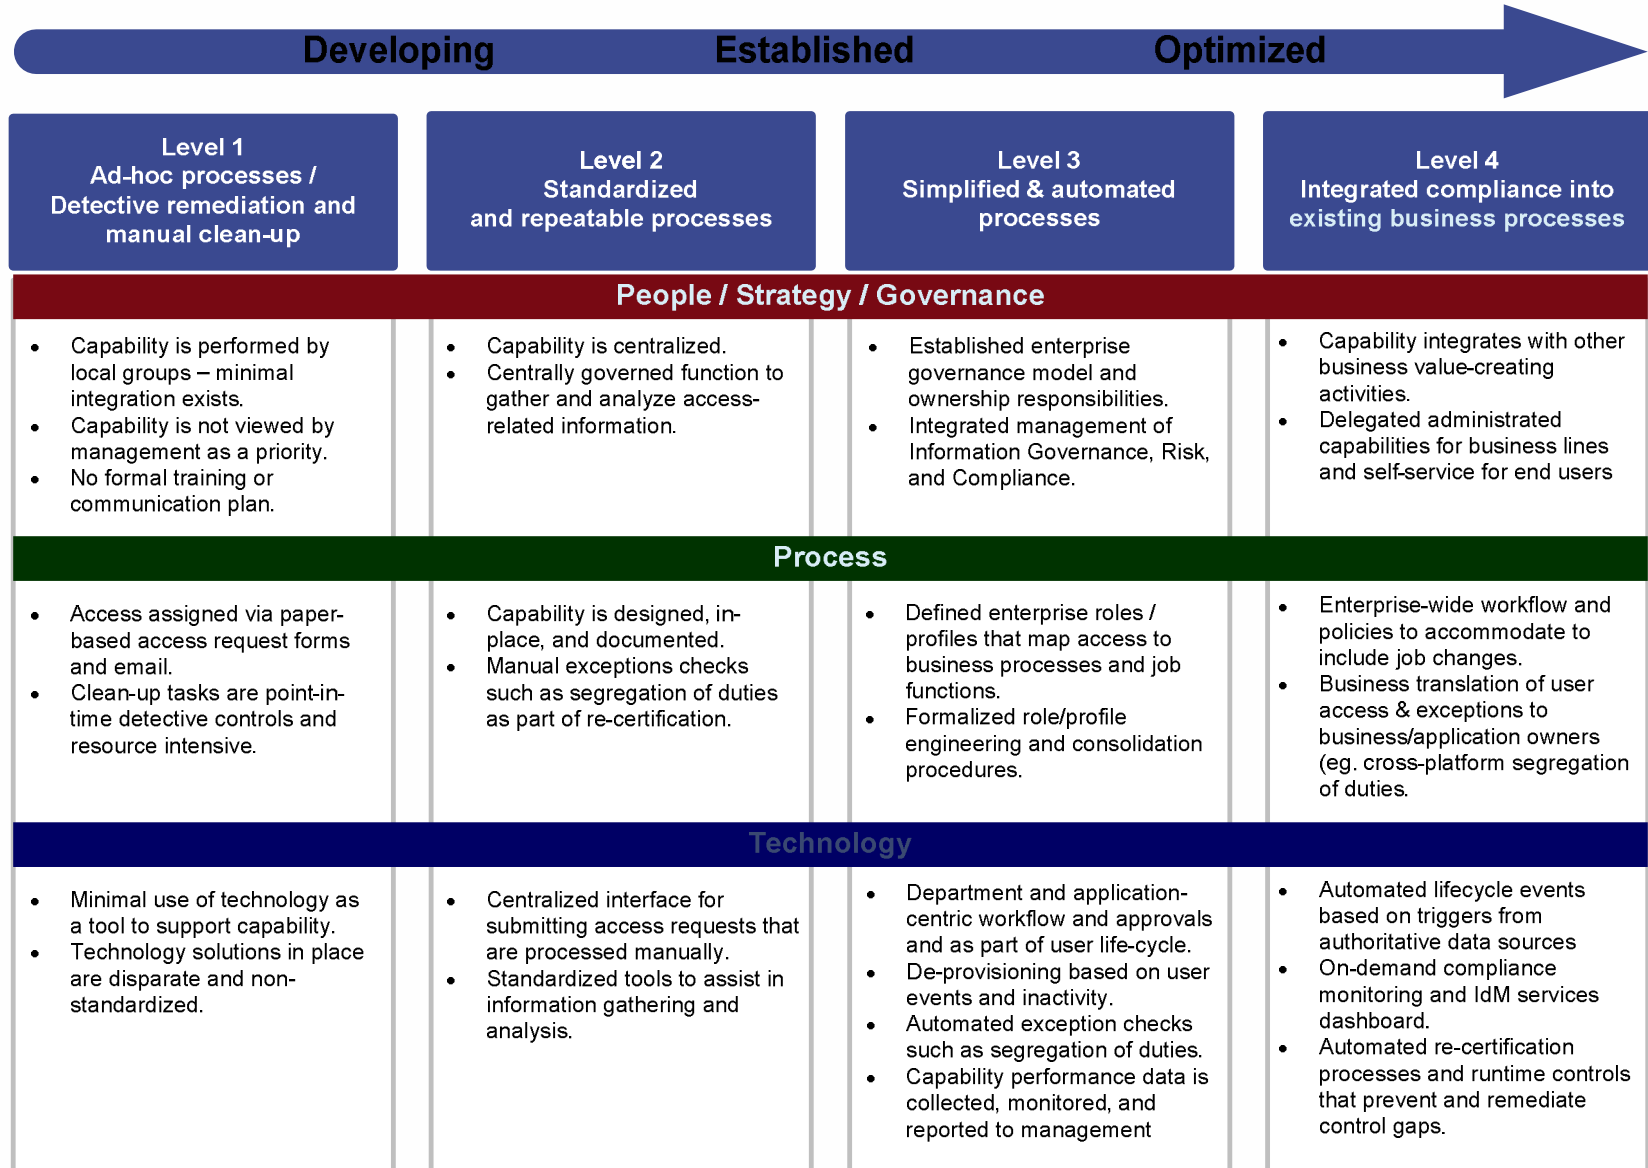 Developing Established Optimized
Level 1
Ad-hoc processes /
Detective remediation and
manual clean-up
Level 2
Standardized
and repeatable processes
Level 3
Simplified & automated
processes
Level 4
Integrated compliance into
existing business processes
People / Strategy / Governance
• Capability is performed by
local groups – minimal
integration exists.
• Capability is not viewed by
management as a priority.
• No formal training or
communication plan.
• Capability is centralized.
• Centrally governed function to
gather and analyze access-
related information.
• Established enterprise
governance model and
ownership responsibilities.
• Integrated management of
Information Governance, Risk,
and Compliance.
• Capability integrates with other
business value-creating
activities.
• Delegated administrated
capabilities for business lines
and self-service for end users
Process
• Access assigned via paper-
based access request forms
and email.
• Clean-up tasks are point-in-
time detective controls and
resource intensive.
• Capability is designed, in-
place, and documented.
• Manual exceptions checks
such as segregation of duties
as part of re-certification.
• Defined enterprise roles /
profiles that map access to
business processes and job
functions.
• Formalized role/profile
engineering and consolidation
procedures.
• Enterprise-wide workflow and
policies to accommodate to
include job changes.
• Business translation of user
access & exceptions to
business/application owners
(eg. cross-platform segregation
of duties.
Technology
• Minimal use of technology as
a tool to support capability.
• Technology solutions in place
are disparate and non-
standardized.
• Centralized interface for
submitting access requests that
are processed manually.
• Standardized tools to assist in
information gathering and
analysis.
• Department and application-
centric workflow and approvals
and as part of user life-cycle.
• De-provisioning based on user
events and inactivity.
• Automated exception checks
such as segregation of duties.
• Capability performance data is
collected, monitored, and
reported to management
• Automated lifecycle events
based on triggers from
authoritative data sources
• On-demand compliance
monitoring and IdM services
dashboard.
• Automated re-certification
processes and runtime controls
that prevent and remediate
control gaps.